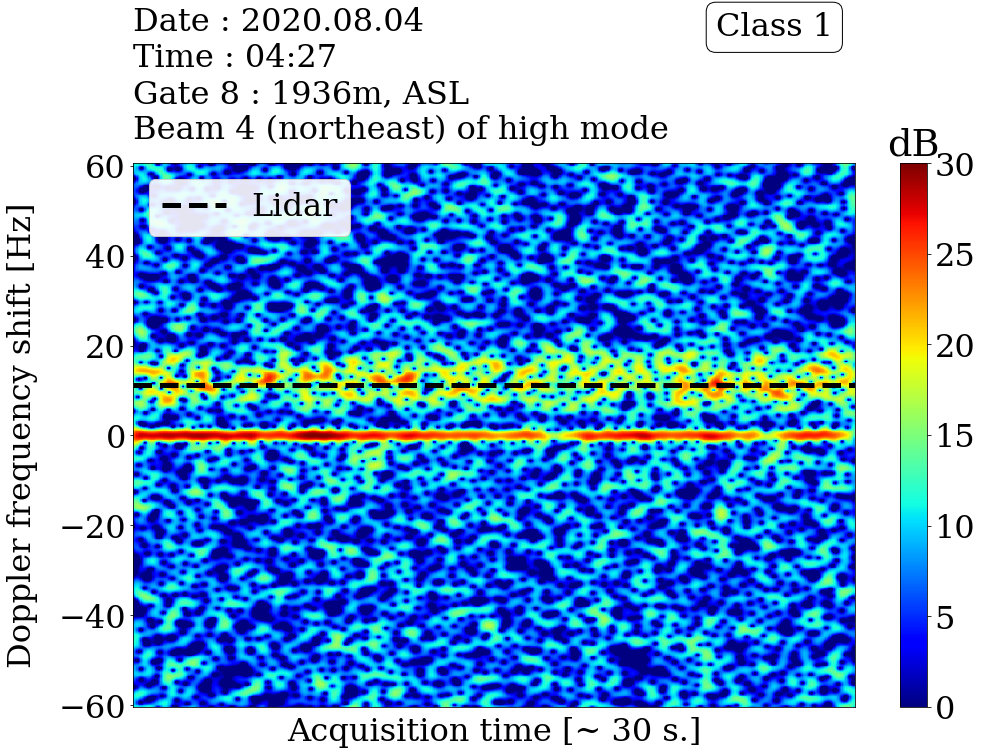 Date : 2020.08.04
Class 1
Time : 04:27
Gate 8 : 1936m, ASL
Beam 4 (northeast) of high mode
dB
60
40
20
0
−20
−40
−60
Doppler frequency shift [Hz]
Lidar
30
25
20
15
10
5
0
Acquisition time [~ 30 s.]